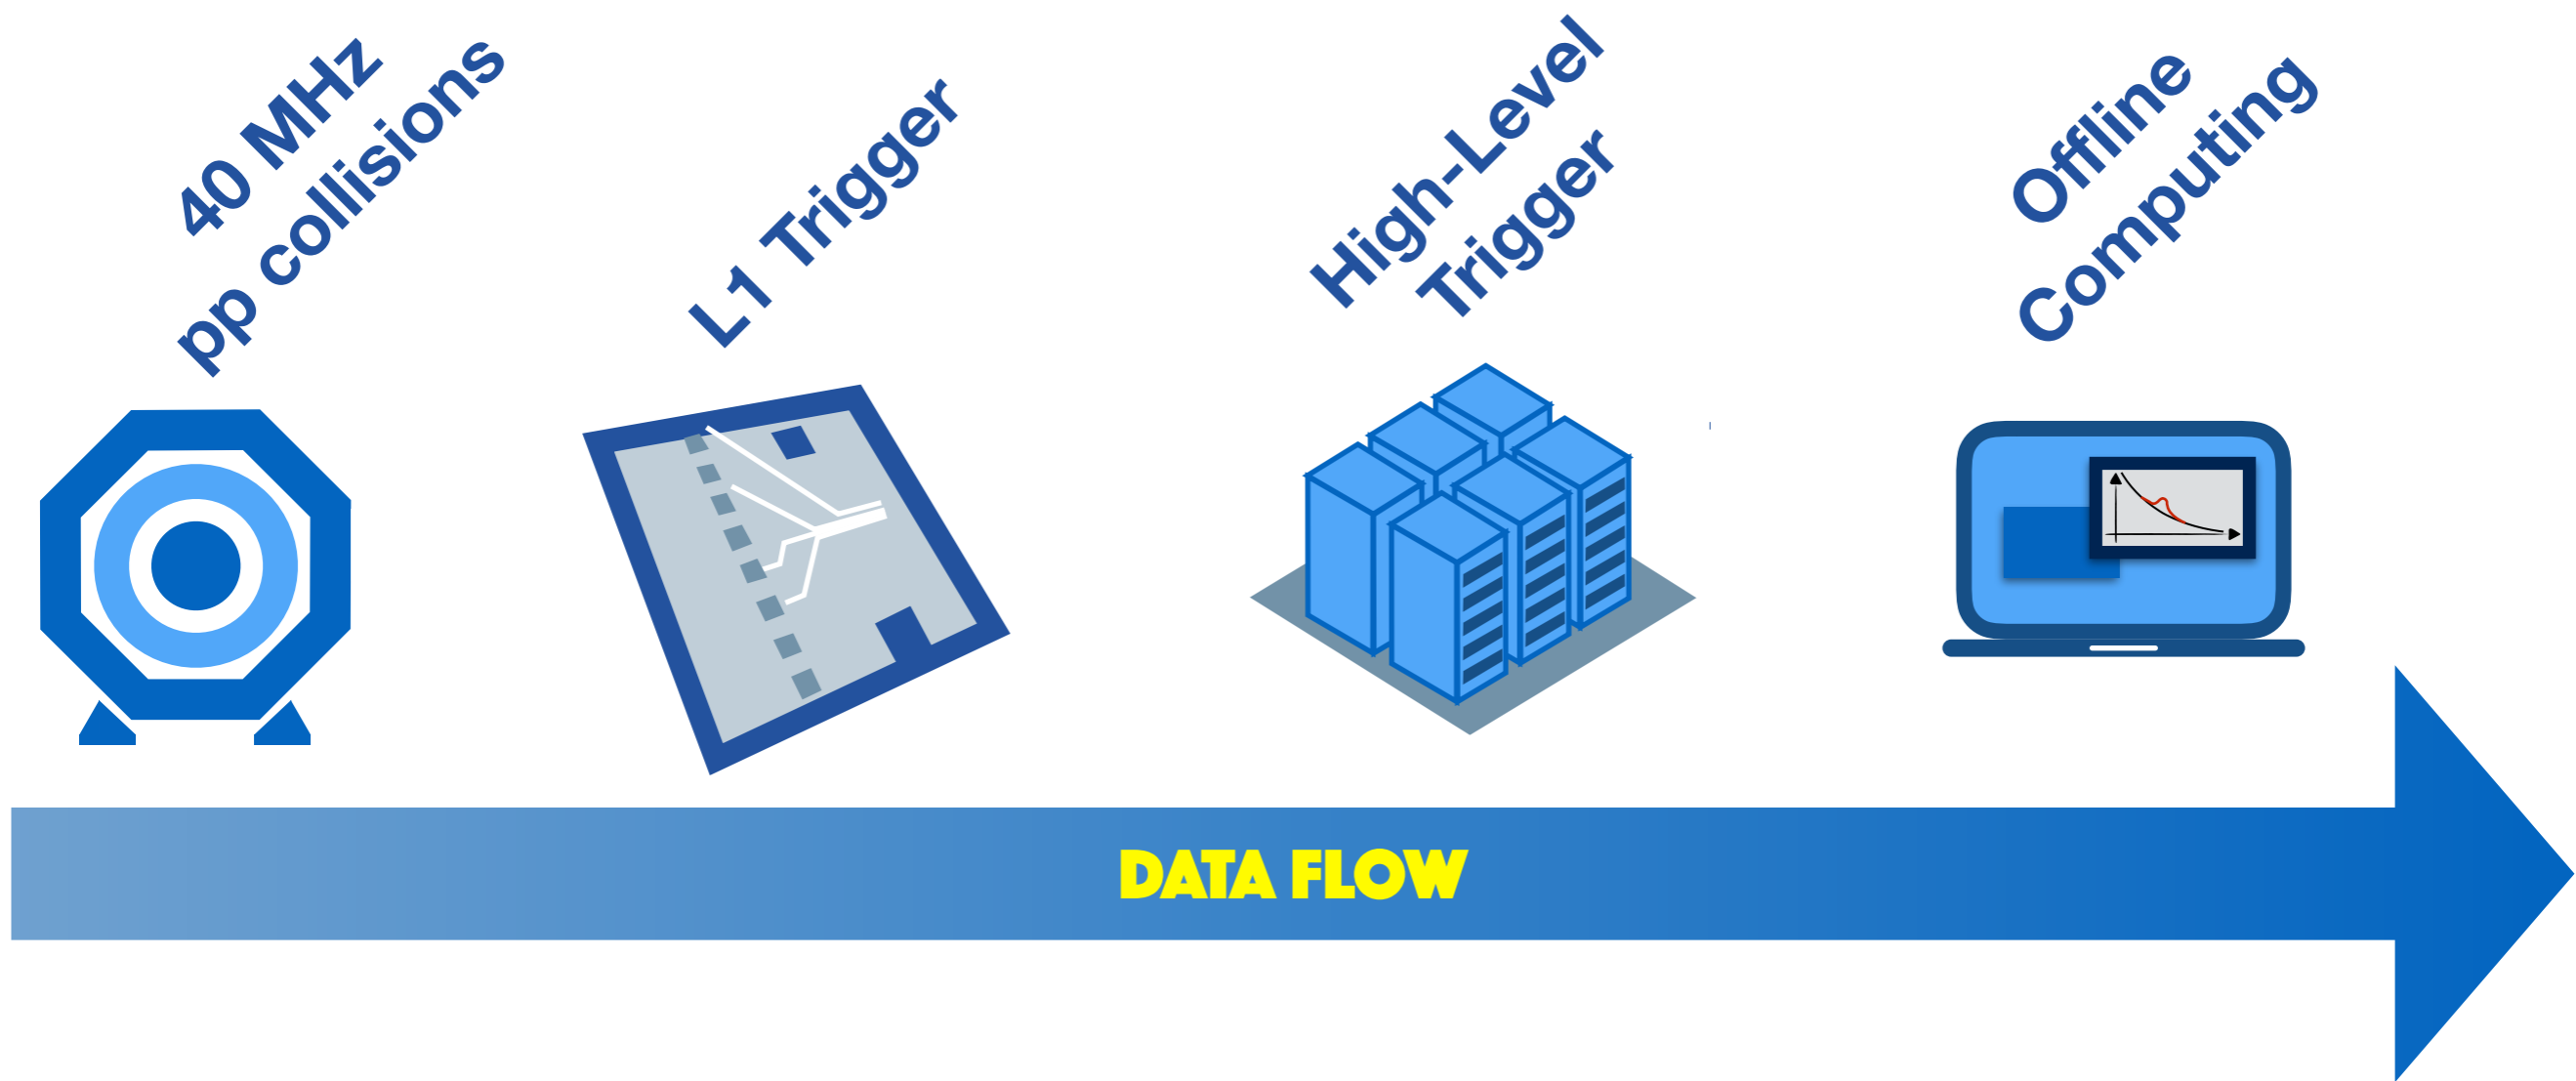 40 MHz
pp collisions
L1 Trigger
High-Level
Trigger
Offline
Computing
DATA FLOW